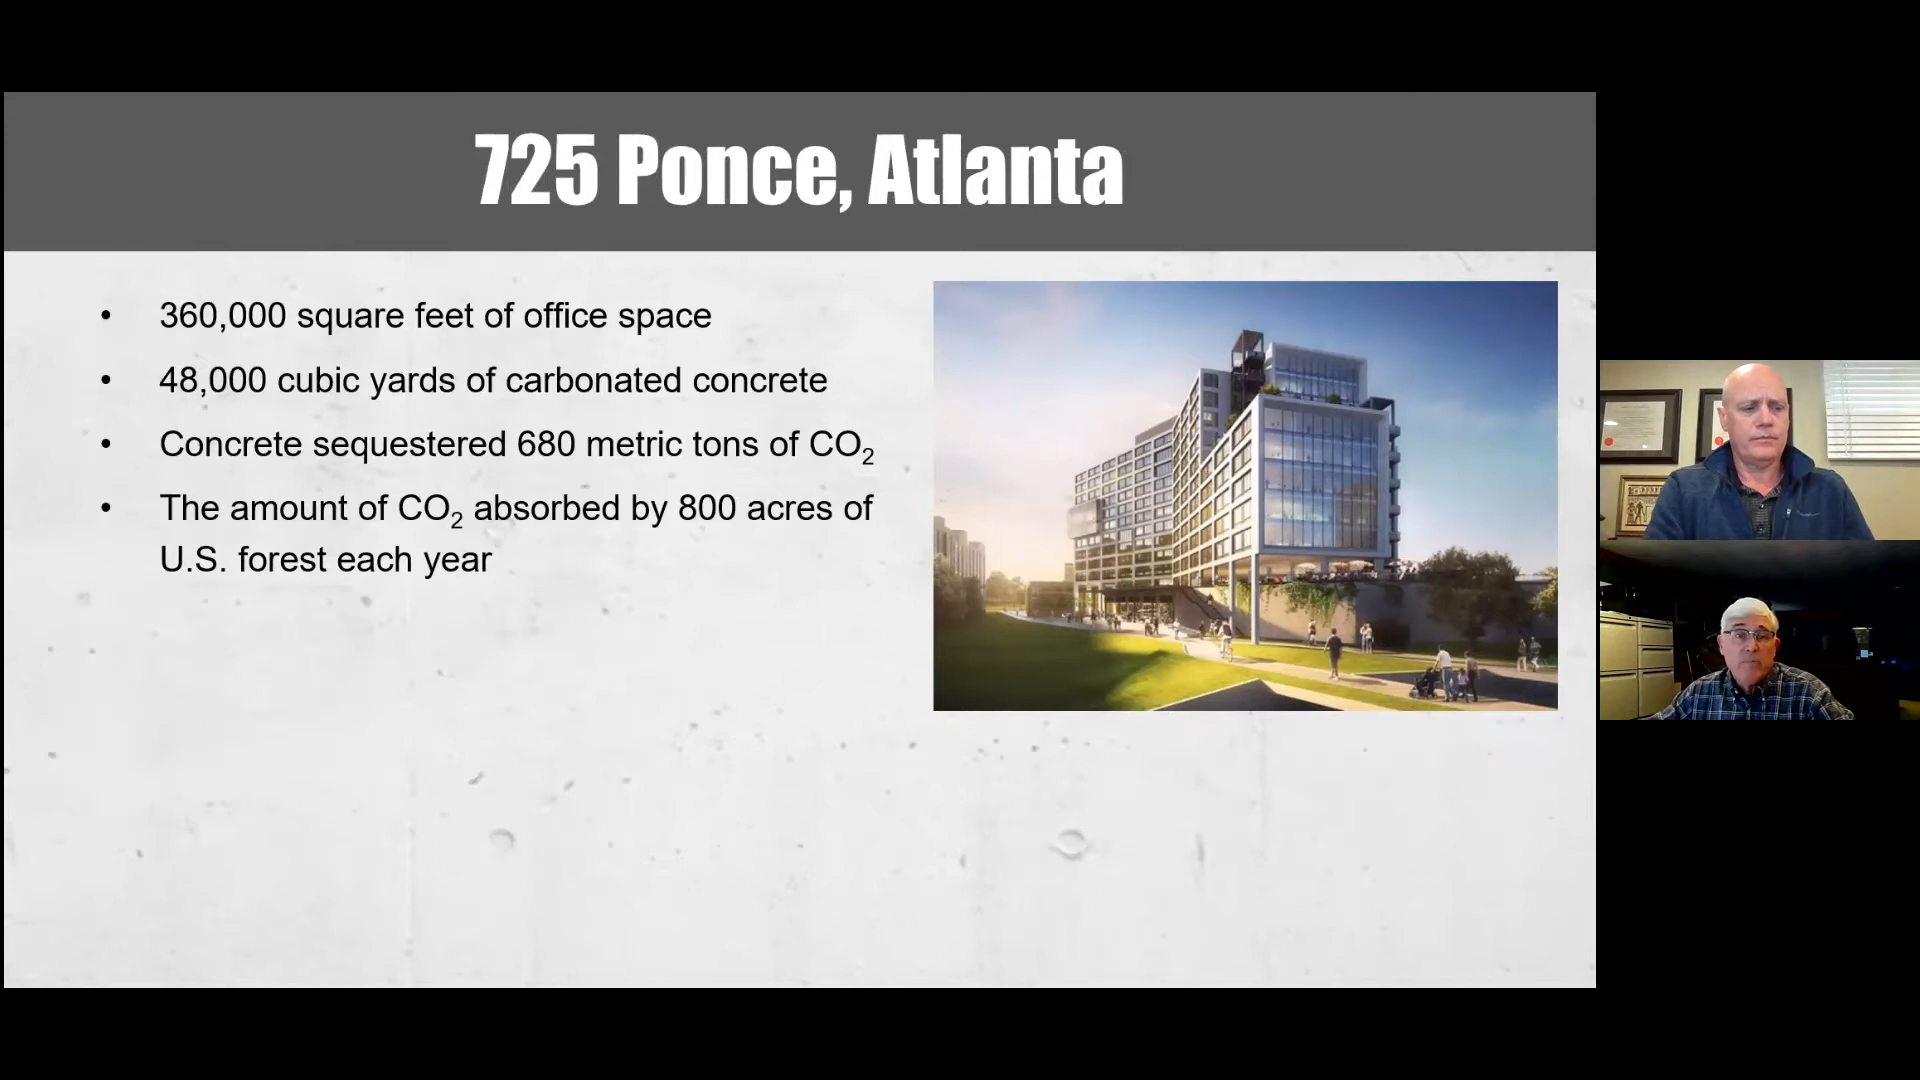 725 Ponce, Atlanta
• 360,000 square feet of office space
• 48,000 cubic yards of carbonated concrete
• Concrete sequestered 680 metric tons of CO₂
• The amount of CO₂ absorbed by 800 acres of
U.S. forest each year